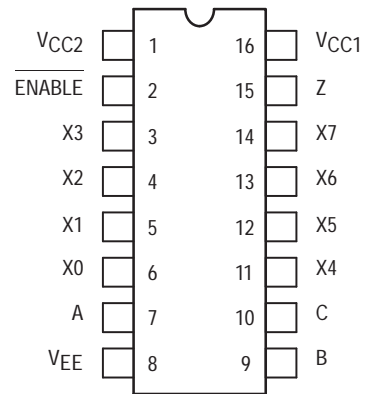 VCC2 1 16 VCC1
ENABLE 2 15 Z
X3 3 14 X7
X2 4 13 X6
X1 5 12 X5
X0 6 11 X4
A 7 10 C
VEE 8 9 B